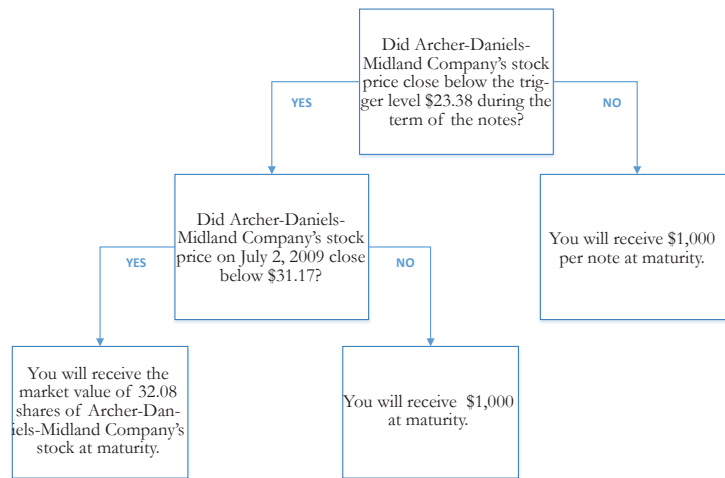 Did Archer-Daniels-
Midland Company's stock
price close below the trig-
ger level $23.38 during the
term of the notes?
YES
NO
Did Archer-Daniels-
Midland Company's stock
price on July 2, 2009 close
below $31.17?
You will receive $1,000
per note at maturity.
YES
NO
You will receive the
market value of 32.08
shares of Archer-Dan-
iels-Midland Company's
stock at maturity.
You will receive $1,000
at maturity.